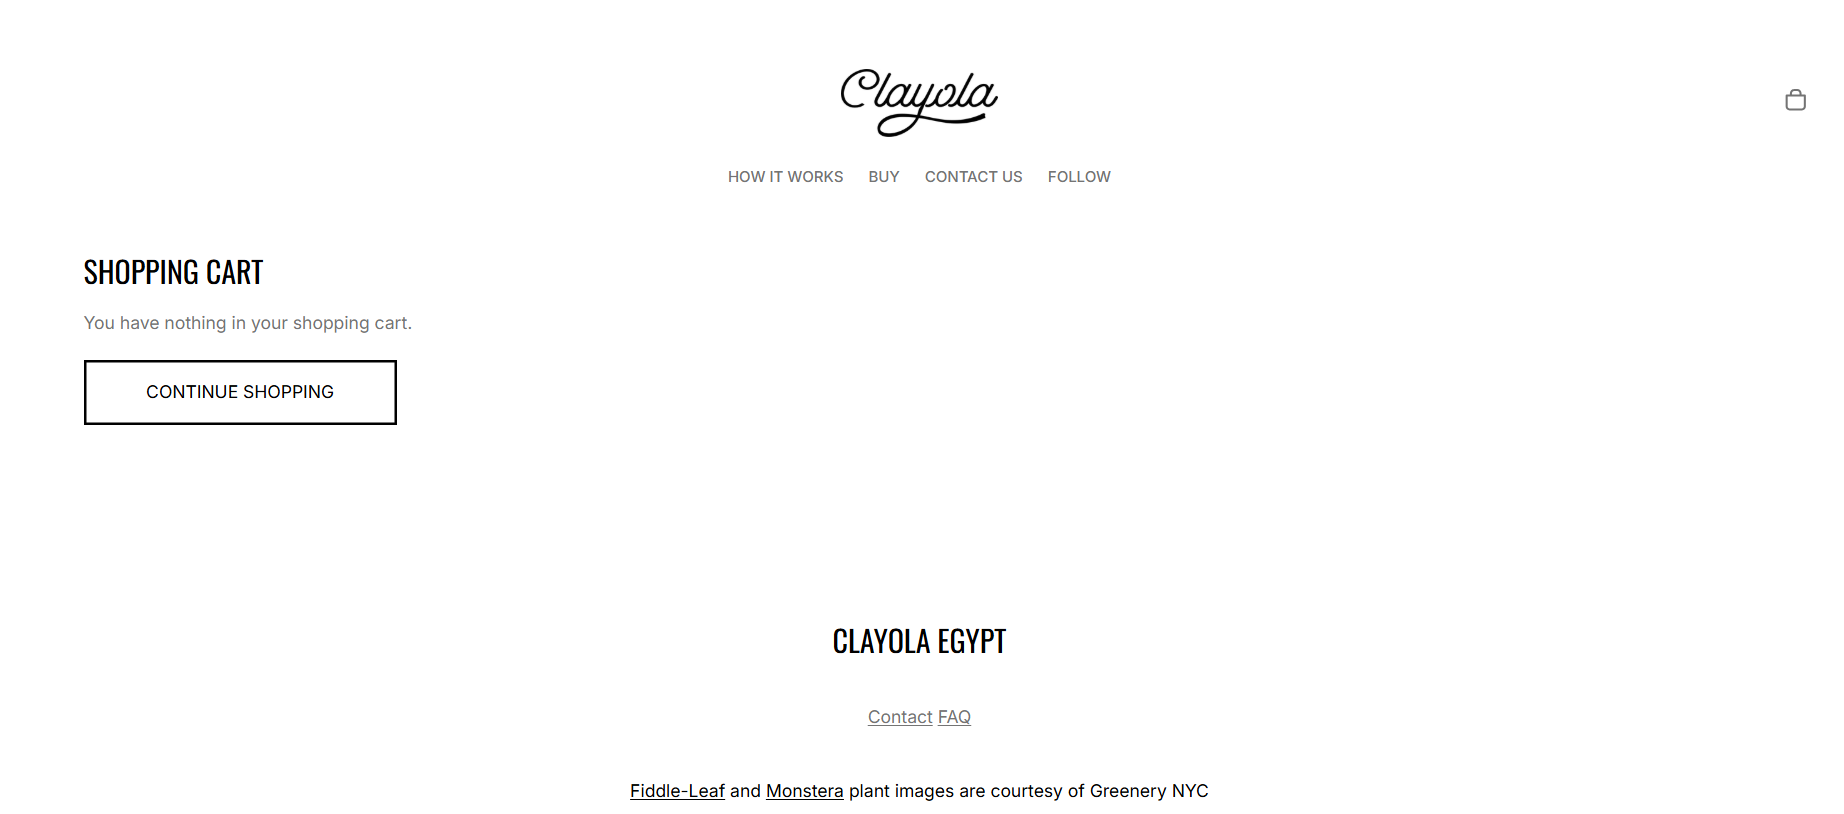 Clayola
HOW IT WORKS BUY CONTACT US FOLLOW
SHOPPING CART
You have nothing in your shopping cart.
CONTINUE SHOPPING
CLAYOLA EGYPT
Contact FAQ
Fiddle-Leaf and Monstera plant images are courtesy of Greenery NYC